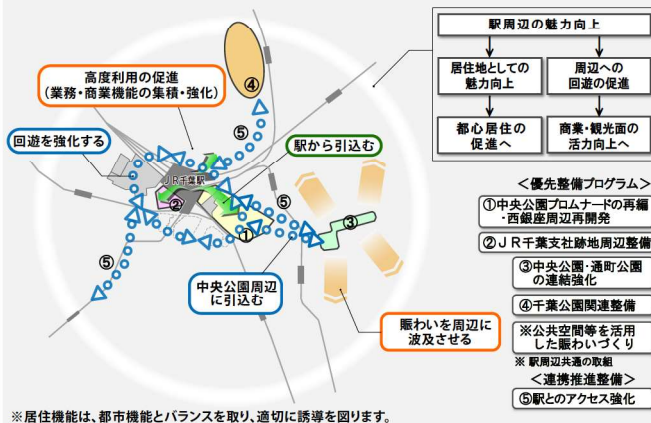 駅周辺の魅力向上
居住地としての
魅力向上
周辺への
回遊の促進
都心居住の
促進へ
商業・観光面の
活力向上へ
高度利用の促進
(業務・商業機能の集積・強化)
④
⑤
回遊を強化する
駅から引込む
JR千葉駅
②
⑤
③
①
⑤
中央公園周辺
に引込む
賑わいを周辺に
波及させる
<優先整備プログラム>
①中央公園プロムナードの再編
・西銀座周辺再開発
②JR千葉支社跡地周辺整備
③中央公園・通町公園
の連結強化
④千葉公園関連整備
※公共空間等を活用
した賑わいづくり
※ 駅周辺共通の取組
<連携推進整備>
⑤駅とのアクセス強化
※居住機能は、都市機能とバランスを取り、適切に誘導を図ります。